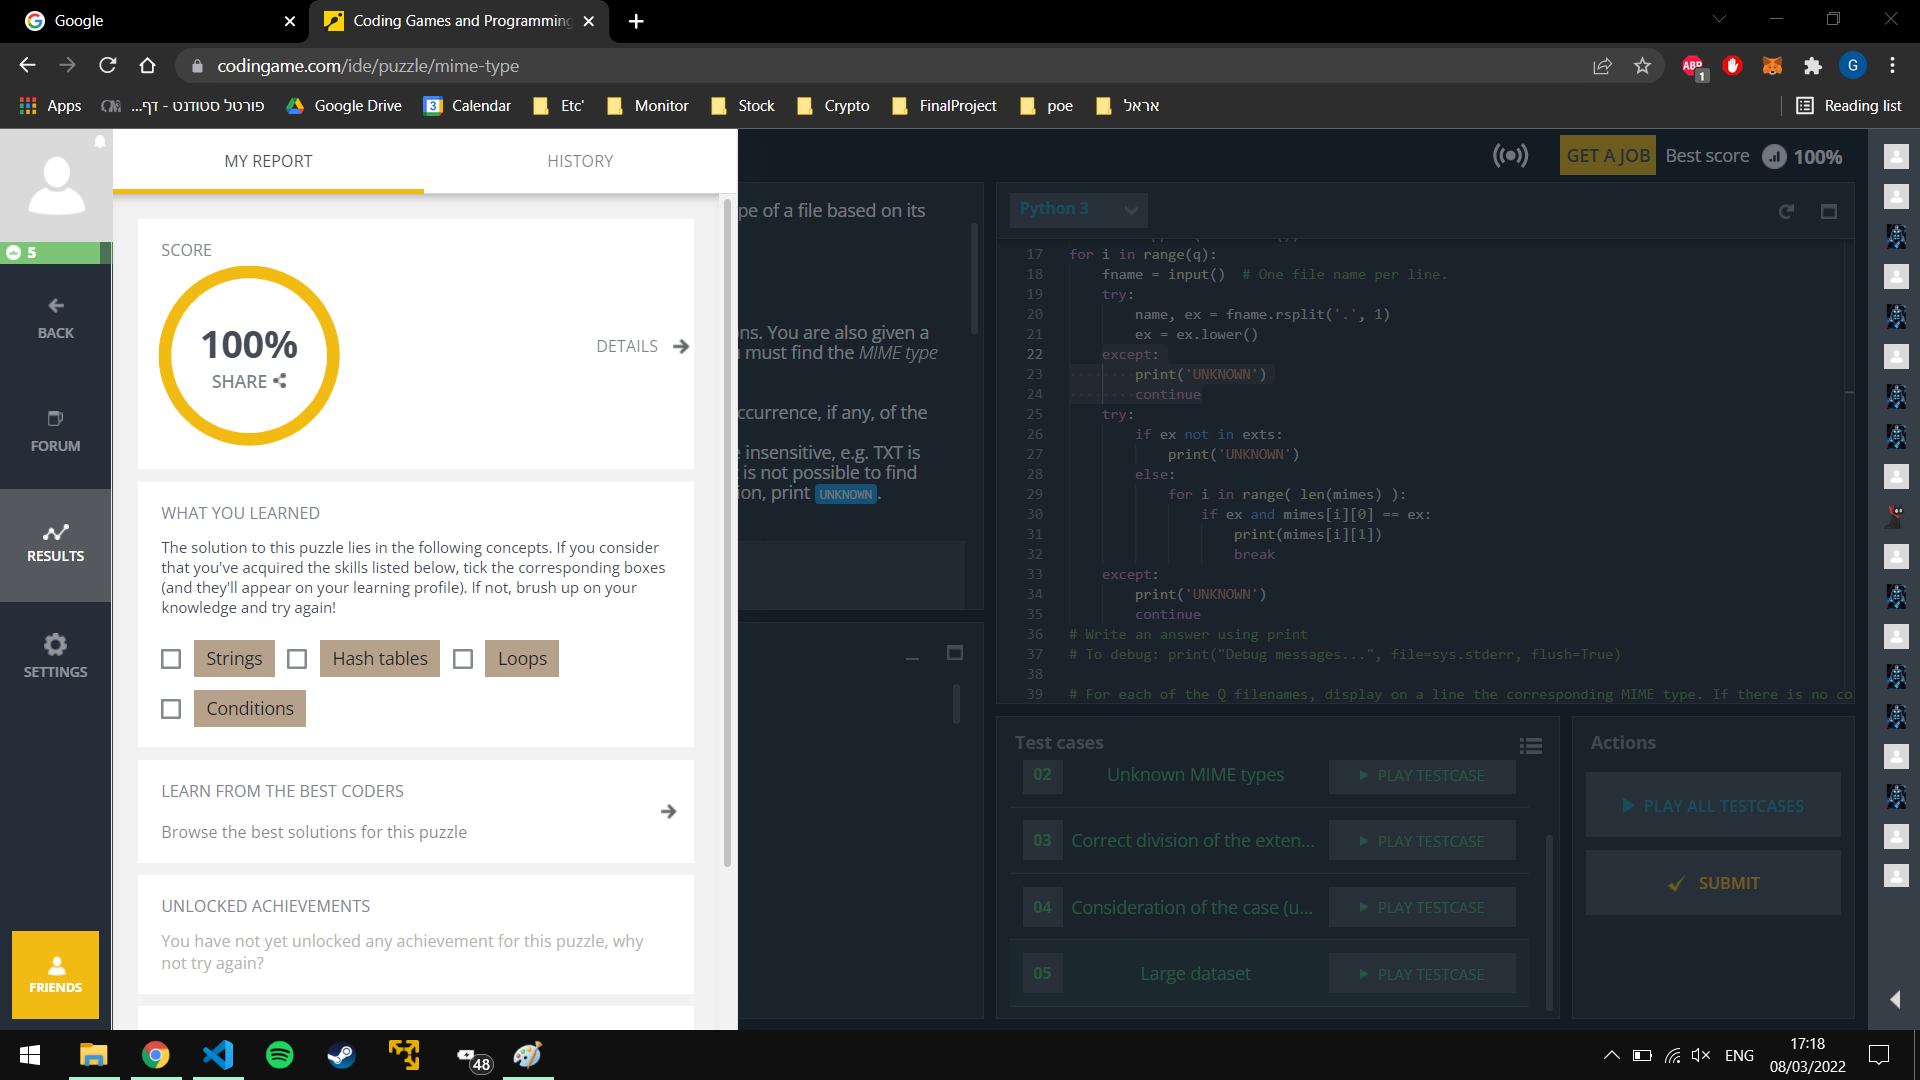 Google
Coding Games and Programming
codingame.com/ide/puzzle/mime-type
Apps
פורטל סטודנט - דף...
Google Drive
Calendar
Etc'
Monitor
Stock
Crypto
FinalProject
poe
אראל
Reading list
MY REPORT
HISTORY
GET A JOB
Best score
100%
5
BACK
FORUM
RESULTS
SETTINGS
FRIENDS
SCORE
100%
SHARE
DETAILS
WHAT YOU LEARNED
The solution to this puzzle lies in the following concepts. If you consider
that you've acquired the skills listed below, tick the corresponding boxes
(and they'll appear on your learning profile). If not, brush up on your
knowledge and try again!
Strings
Hash tables
Loops
Conditions
LEARN FROM THE BEST CODERS
Browse the best solutions for this puzzle
UNLOCKED ACHIEVEMENTS
You have not yet unlocked any achievement for this puzzle, why
not try again?
pe of a file based on its
ons. You are also given a
must find the MIME type
ccurrence, if any, of the
insensitive, e.g. TXT is
is not possible to find
ion, print UNKNOWN.
Python 3
17 for i in range(q):
18 fname = input()  # One file name per line.
19 try:
20 name, ex = fname.rsplit('.', 1)
21 ex = ex.lower()
22 except:
23 print('UNKNOWN')
24 continue
25 try:
26 if ex not in exts:
27 print('UNKNOWN')
28 else:
29 for i in range( len(mimes) ):
30 if ex and mimes[i][0] == ex:
31 print(mimes[i][1])
32 break
33 except:
34 print('UNKNOWN')
35 continue
36 # Write an answer using print
37 # To debug: print("Debug messages...", file=sys.stderr, flush=True)
38
39 # For each of the Q filenames, display on a line the corresponding MIME type. If there is no co
Test cases
02 Unknown MIME types PLAY TESTCASE
03 Correct division of the exten... PLAY TESTCASE
04 Consideration of the case (u... PLAY TESTCASE
05 Large dataset PLAY TESTCASE
Actions
PLAY ALL TESTCASES
SUBMIT
48
ENG
17:18
08/03/2022